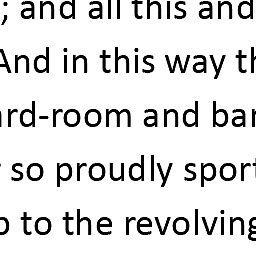 ; and all this and
And in this way th
ard-room and bar
so proudly sport
p to the revolving